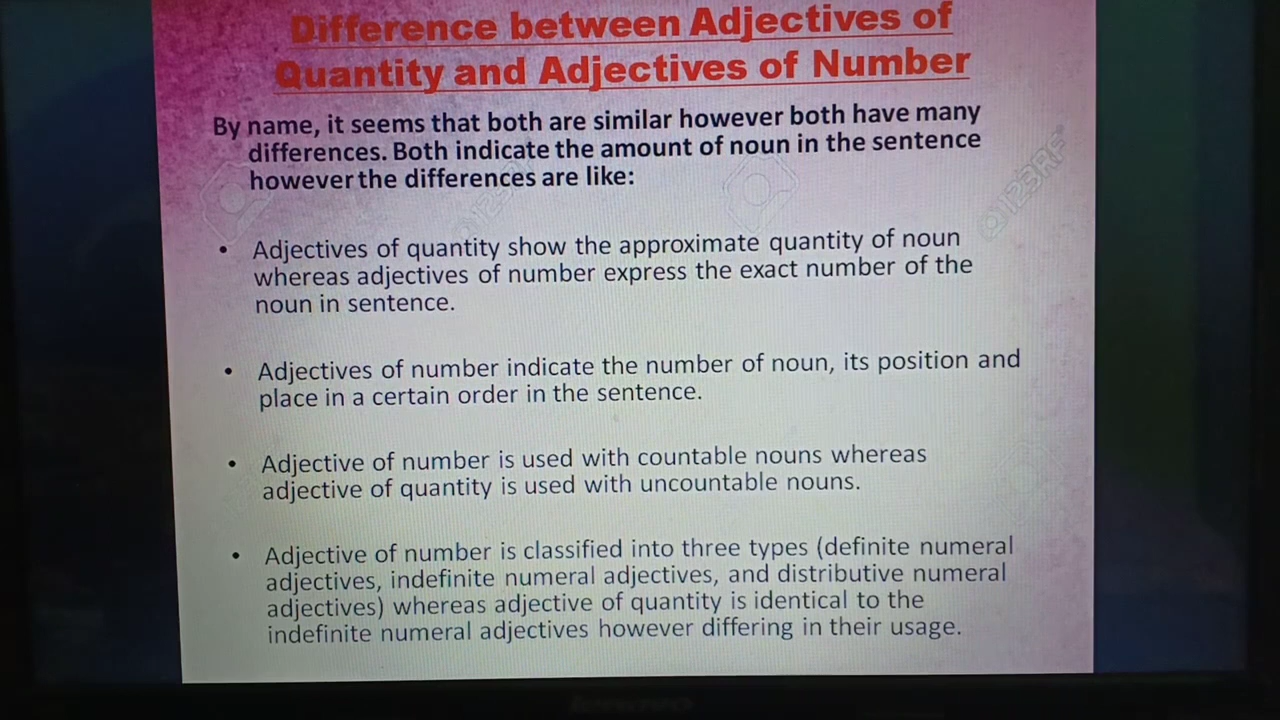 Difference between Adjectives of
Quantity and Adjectives of Number
By name, it seems that both are similar however both have many
differences. Both indicate the amount of noun in the sentence
however the differences are like:
• Adjectives of quantity show the approximate quantity of noun
whereas adjectives of number express the exact number of the
noun in sentence.
• Adjectives of number indicate the number of noun, its position and
place in a certain order in the sentence.
• Adjective of number is used with countable nouns whereas
adjective of quantity is used with uncountable nouns.
• Adjective of number is classified into three types (definite numeral
adjectives, indefinite numeral adjectives, and distributive numeral
adjectives) whereas adjective of quantity is identical to the
indefinite numeral adjectives however differing in their usage.
123RF